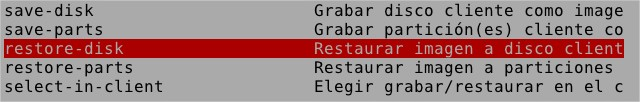 save-disk Grabar disco cliente como image
save-parts Grabar partición(es) cliente co
restore-disk Restaurar imagen a disco client
restore-parts Restaurar imagen a particiones
select-in-client Elegir grabar/restaurar en el c